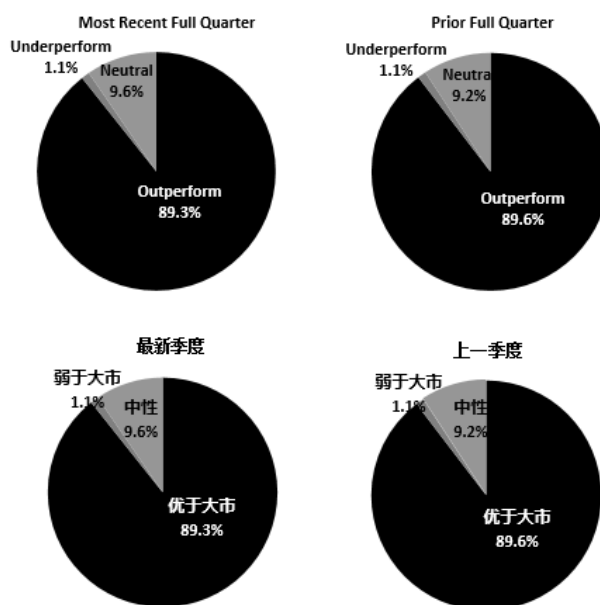 Most Recent Full Quarter
Underperform
1.1%
Neutral
9.6%
Outperform
89.3%
Prior Full Quarter
Underperform
1.1%
Neutra
9.2%
Outperform
89.6%
最新季度
弱于大市
1.1%
中性
9.6%
优于大市
89.3%
上一季度
弱于大市
1.1%
中性
9.2%
优于大市
89.6%